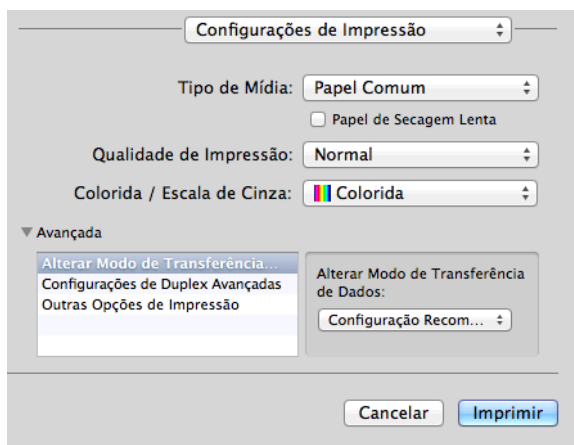 Configurações de Impressão
Tipo de Mídia: Papel Comum
Papel de Secagem Lenta
Qualidade de Impressão: Normal
Colorida / Escala de Cinza: Colorida
Avançada
Alterar Modo de Transferência...
Configurações de Duplex Avançadas
Outras Opções de Impressão
Alterar Modo de Transferência
de Dados:
Configuração Recom...
Cancelar Imprimir